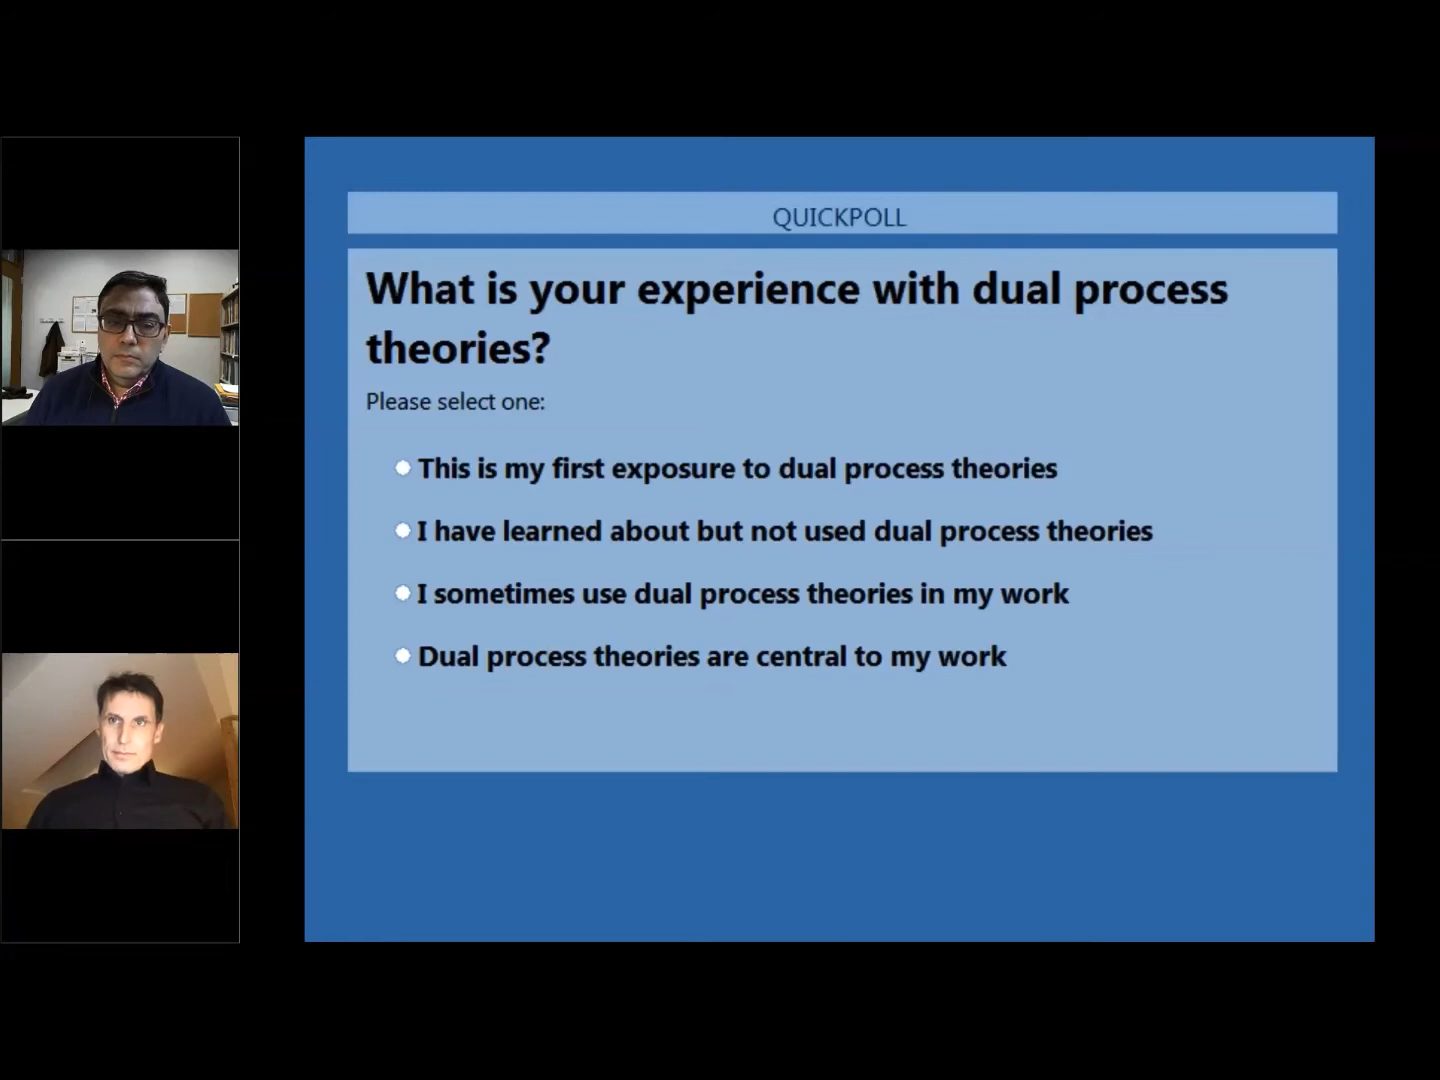 QUICKPOLL
What is your experience with dual process
theories?
Please select one:
This is my first exposure to dual process theories
I have learned about but not used dual process theories
I sometimes use dual process theories in my work
Dual process theories are central to my work